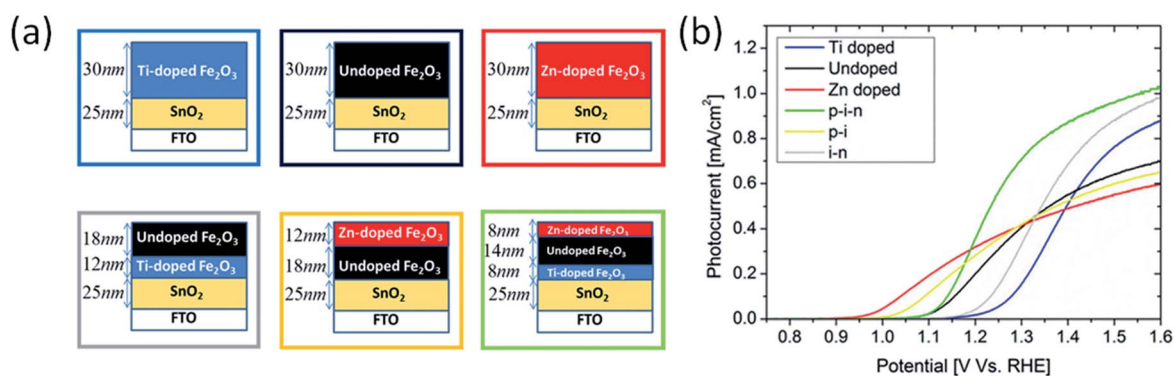 (a)
30nm
Ti-doped Fe₂O₃
25nm
SnO₂
FTO
30nm
Undoped Fe₂O₃
25nm
SnO₂
FTO
30nm
Zn-doped Fe₂O₃
25nm
SnO₂
FTO
18nm
Undoped Fe₂O₃
12nm
Ti-doped Fe₂O₃
25nm
SnO₂
FTO
12nm
Zn-doped Fe₂O₃
18nm
Undoped Fe₂O₃
25nm
SnO₂
FTO
8nm
Zn-doped Fe₂O₃
14nm
Undoped Fe₂O₃
8nm
Ti-doped Fe₂O₃
25nm
SnO₂
FTO
(b)
Photocurrent [mA/cm²]
1.2
1.0
0.8
0.6
0.4
0.2
0.0
Ti doped
Undoped
Zn doped
p-i-n
p-i
i-n
0.8 0.9 1.0 1.1 1.2 1.3 1.4 1.5 1.6
Potential [V Vs. RHE]